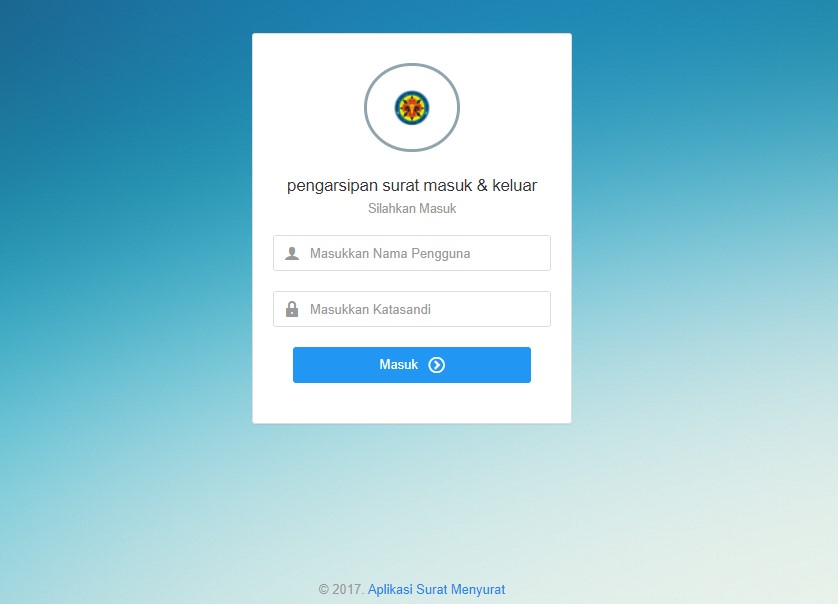 pengarsipan surat masuk & keluar
Silahkan Masuk
Masukkan Nama Pengguna
Masukkan Katasandi
Masuk
© 2017. Aplikasi Surat Menyurat